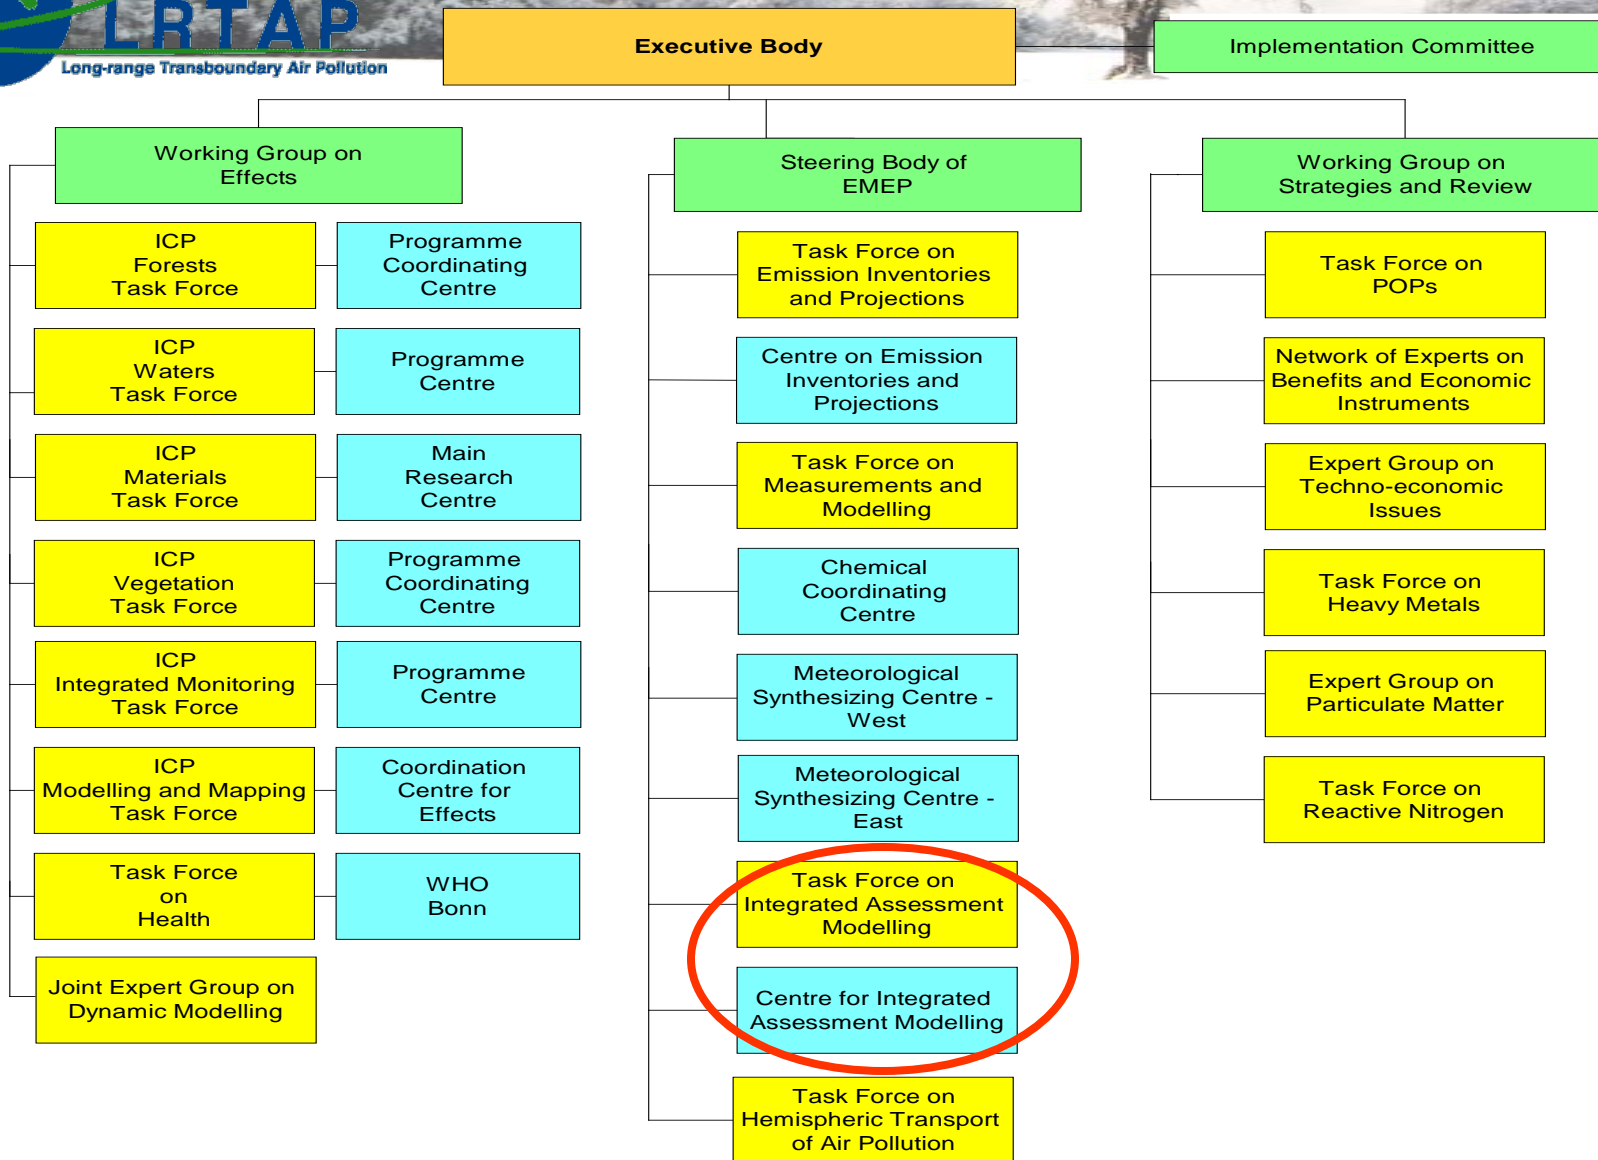 LRTAP
Long-range Transboundary Air Pollution
Executive Body
Implementation Committee
Working Group on
Effects
ICP
Forests
Task Force
Programme
Coordinating
Centre
ICP
Waters
Task Force
Programme
Centre
ICP
Materials
Task Force
Main
Research
Centre
ICP
Vegetation
Task Force
Programme
Coordinating
Centre
ICP
Integrated Monitoring
Task Force
Programme
Centre
ICP
Modelling and Mapping
Task Force
Coordination
Centre for
Effects
Task Force
on
Health
WHO
Bonn
Joint Expert Group on
Dynamic Modelling
Steering Body of
EMEP
Task Force on
Emission Inventories
and Projections
Centre on Emission
Inventories and
Projections
Task Force on
Measurements and
Modelling
Chemical
Coordinating
Centre
Meteorological
Synthesizing Centre -
West
Meteorological
Synthesizing Centre -
East
Task Force on
Integrated Assessment
Modelling
Centre for Integrated
Assessment Modelling
Task Force on
Hemispheric Transport
of Air Pollution
Working Group on
Strategies and Review
Task Force on
POPs
Network of Experts on
Benefits and Economic
Instruments
Expert Group on
Techno-economic
Issues
Task Force on
Heavy Metals
Expert Group on
Particulate Matter
Task Force on
Reactive Nitrogen